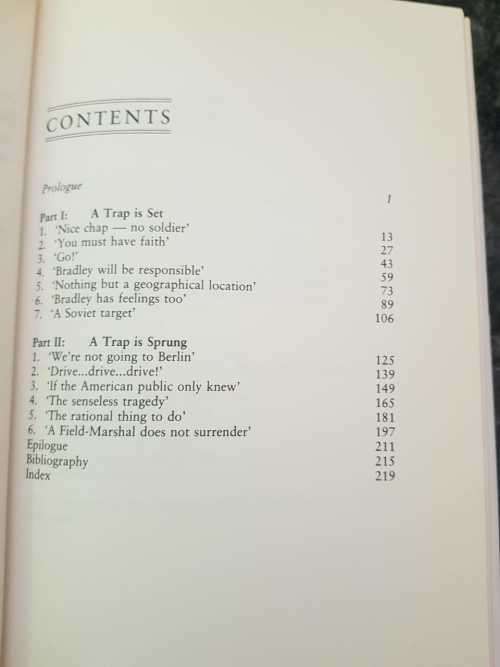 CONTENTS
Prologue 1
Part I: A Trap is Set
1. ‘Nice chap — no soldier’ 13
2. ‘You must have faith’ 27
3. ‘Go!’ 43
4. ‘Bradley will be responsible’ 59
5. ‘Nothing but a geographical location’ 73
6. ‘Bradley has feelings too’ 89
7. ‘A Soviet target’ 106
Part II: A Trap is Sprung
1. ‘We're not going to Berlin’ 125
2. ‘Drive...drive...drive!’ 139
3. ‘If the American public only knew’ 149
4. ‘The senseless tragedy’ 165
5. ‘The rational thing to do’ 181
6. ‘A Field-Marshal does not surrender’ 197
Epilogue 211
Bibliography 215
Index 219